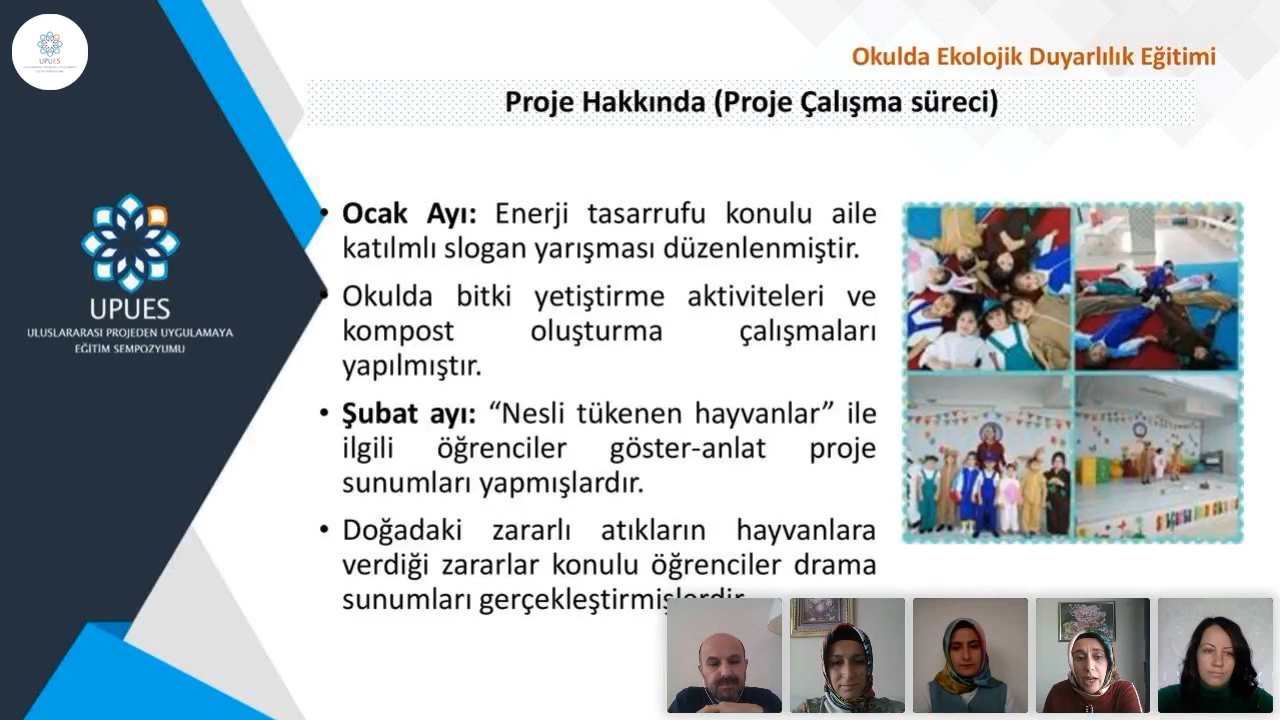 UPUES
Okulda Ekolojik Duyarlılık Eğitimi
Proje Hakkında (Proje Çalışma süreci)
UPUES
ULUSLARARASI PROJEDEN UYGULAMAYA
EĞİTİM SEMPOZYUMU
• Ocak Ayı: Enerji tasarrufu konulu aile
katılmlı slogan yarışması düzenlenmiştir.
• Okulda bitki yetiştirme aktiviteleri ve
kompost oluşturma çalışmaları
yapılmıştır.
• Şubat ayı: “Nesli tükenen hayvanlar” ile
ilgili öğrenciler göster-anlat proje
sunumları yapmışlardır.
• Doğadaki zararlı atıkların hayvanlara
verdiği zararlar konulu öğrenciler drama
sunumları gerçekleştirmişlerdir.